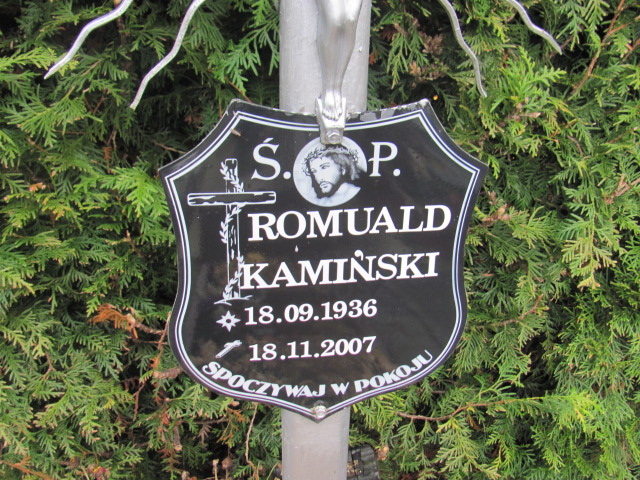 Ś. P.
ROMUALD
KAMIŃSKI
18.09.1936
18.11.2007
SPOCZYWAJ W POKOJU